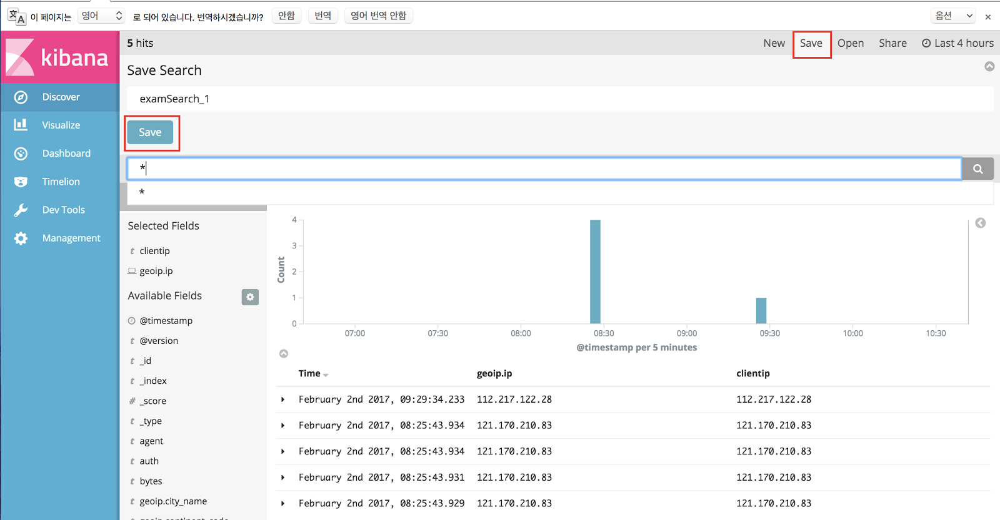 이 페이지는 영어 로 되어 있습니다. 번역하시겠습니까? 안함 번역 영어 번역 안함 옵션
kibana
5 hits New Save Open Share Last 4 hours
Save Search
examSearch_1
Save
*
*
Discover
Visualize
Dashboard
Timelion
Dev Tools
Management
Selected Fields
t clientip
geoip.ip
Available Fields
@timestamp
t @version
t _id
t _index
# _score
t _type
t agent
t auth
t bytes
t geoip.city_name
Count
4
3
2
1
0
07:00 07:30 08:00 08:30 09:00 09:30 10:00 10:30
@timestamp per 5 minutes
Time geoip.ip clientip
February 2nd 2017, 09:29:34.233 112.217.122.28 112.217.122.28
February 2nd 2017, 08:25:43.934 121.170.210.83 121.170.210.83
February 2nd 2017, 08:25:43.934 121.170.210.83 121.170.210.83
February 2nd 2017, 08:25:43.931 121.170.210.83 121.170.210.83
February 2nd 2017, 08:25:43.929 121.170.210.83 121.170.210.83